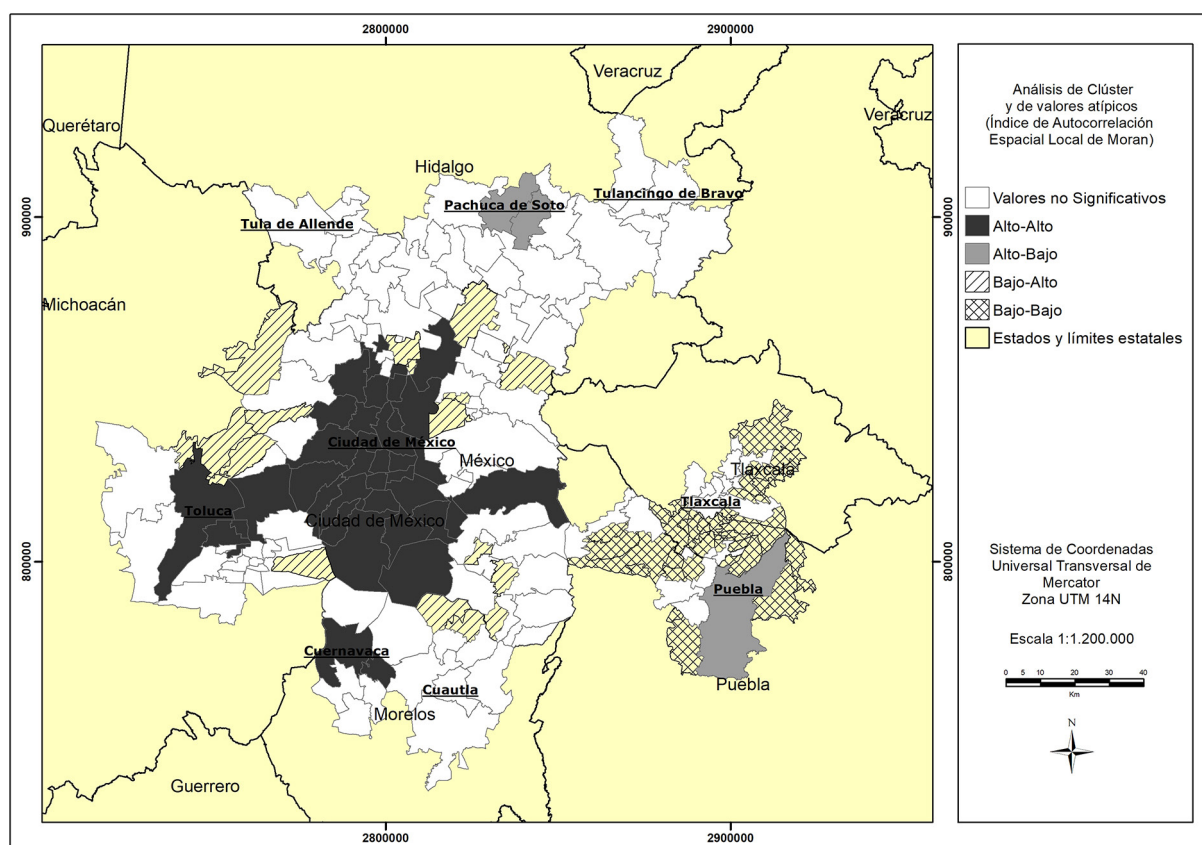 2800000
2900000
Veracruz
Veracruz
Querétaro
Hidalgo
Tulancingo de Bravo
Pachuca de Soto
Tula de Allende
900000
900000
Michoacán
Ciudad de México
México
Tlaxcala
Tlaxcala
Toluca
Ciudad de México
800000
800000
Puebla
Cuernavaca
Cuautla
Puebla
Morelos
Guerrero
2800000
2900000
Análisis de Clúster
y de valores atípicos
(Índice de Autocorrelación
Espacial Local de Moran)
Valores no Significativos
Alto-Alto
Alto-Bajo
Bajo-Alto
Bajo-Bajo
Estados y límites estatales
Sistema de Coordenadas
Universal Transversal de
Mercator
Zona UTM 14N
Escala 1:1.200.000
0 5 10 20 30 40
Km
N